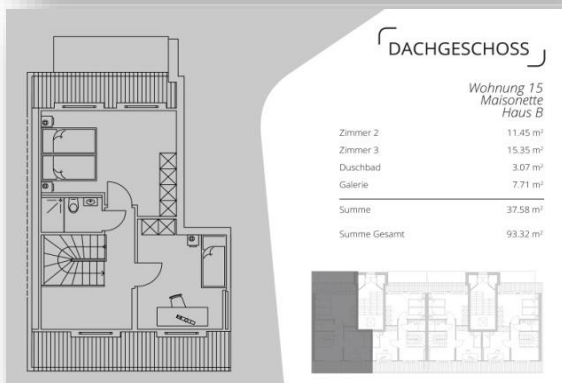 DACHGESCHOSS
Wohnung 15
Maisonette
Haus B
Zimmer 2 11.45 m²
Zimmer 3 15.35 m²
Duschbad 3.07 m²
Galerie 7.71 m²
Summe 37.58 m²
Summe Gesamt 93.32 m²